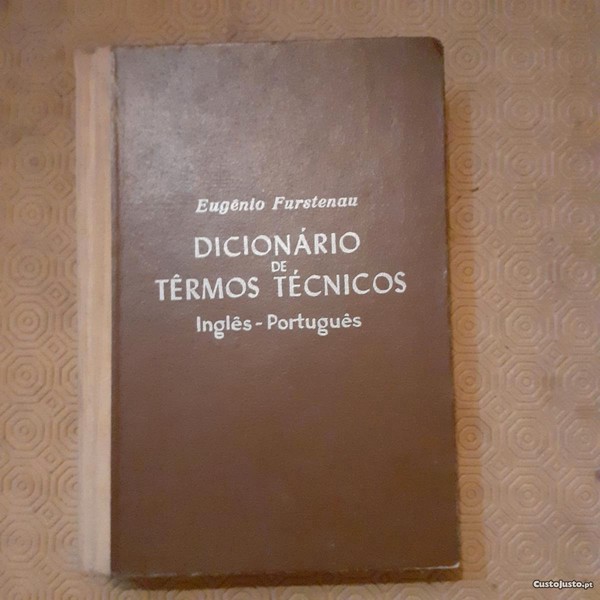 Eugênio Furstenau
DICIONÁRIO
DE
TÊRMOS TÉCNICOS
Inglês - Português
CustoJusto.pt